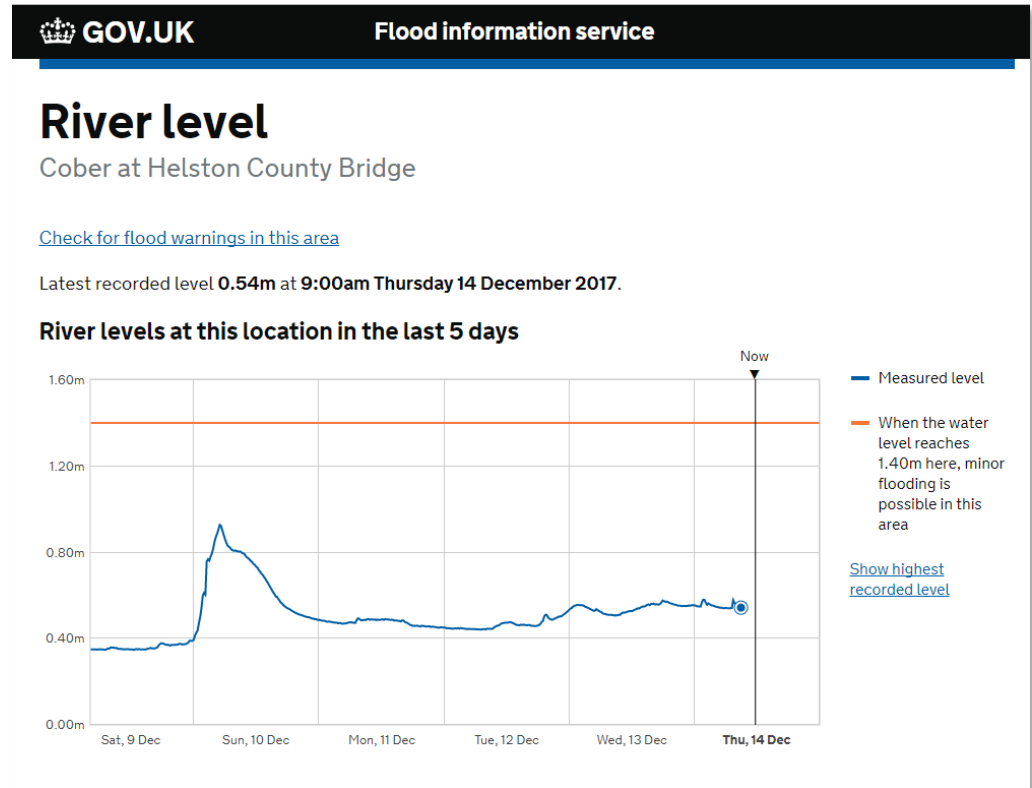 GOV.UK
Flood information service
River level
Cober at Helston County Bridge
Check for flood warnings in this area
Latest recorded level 0.54m at 9:00am Thursday 14 December 2017.
River levels at this location in the last 5 days
Now
1.60m
1.20m
0.80m
0.40m
0.00m
Sat, 9 Dec
Sun, 10 Dec
Mon, 11 Dec
Tue, 12 Dec
Wed, 13 Dec
Thu, 14 Dec
Measured level
When the water
level reaches
1.40m here, minor
flooding is
possible in this
area
Show highest
recorded level